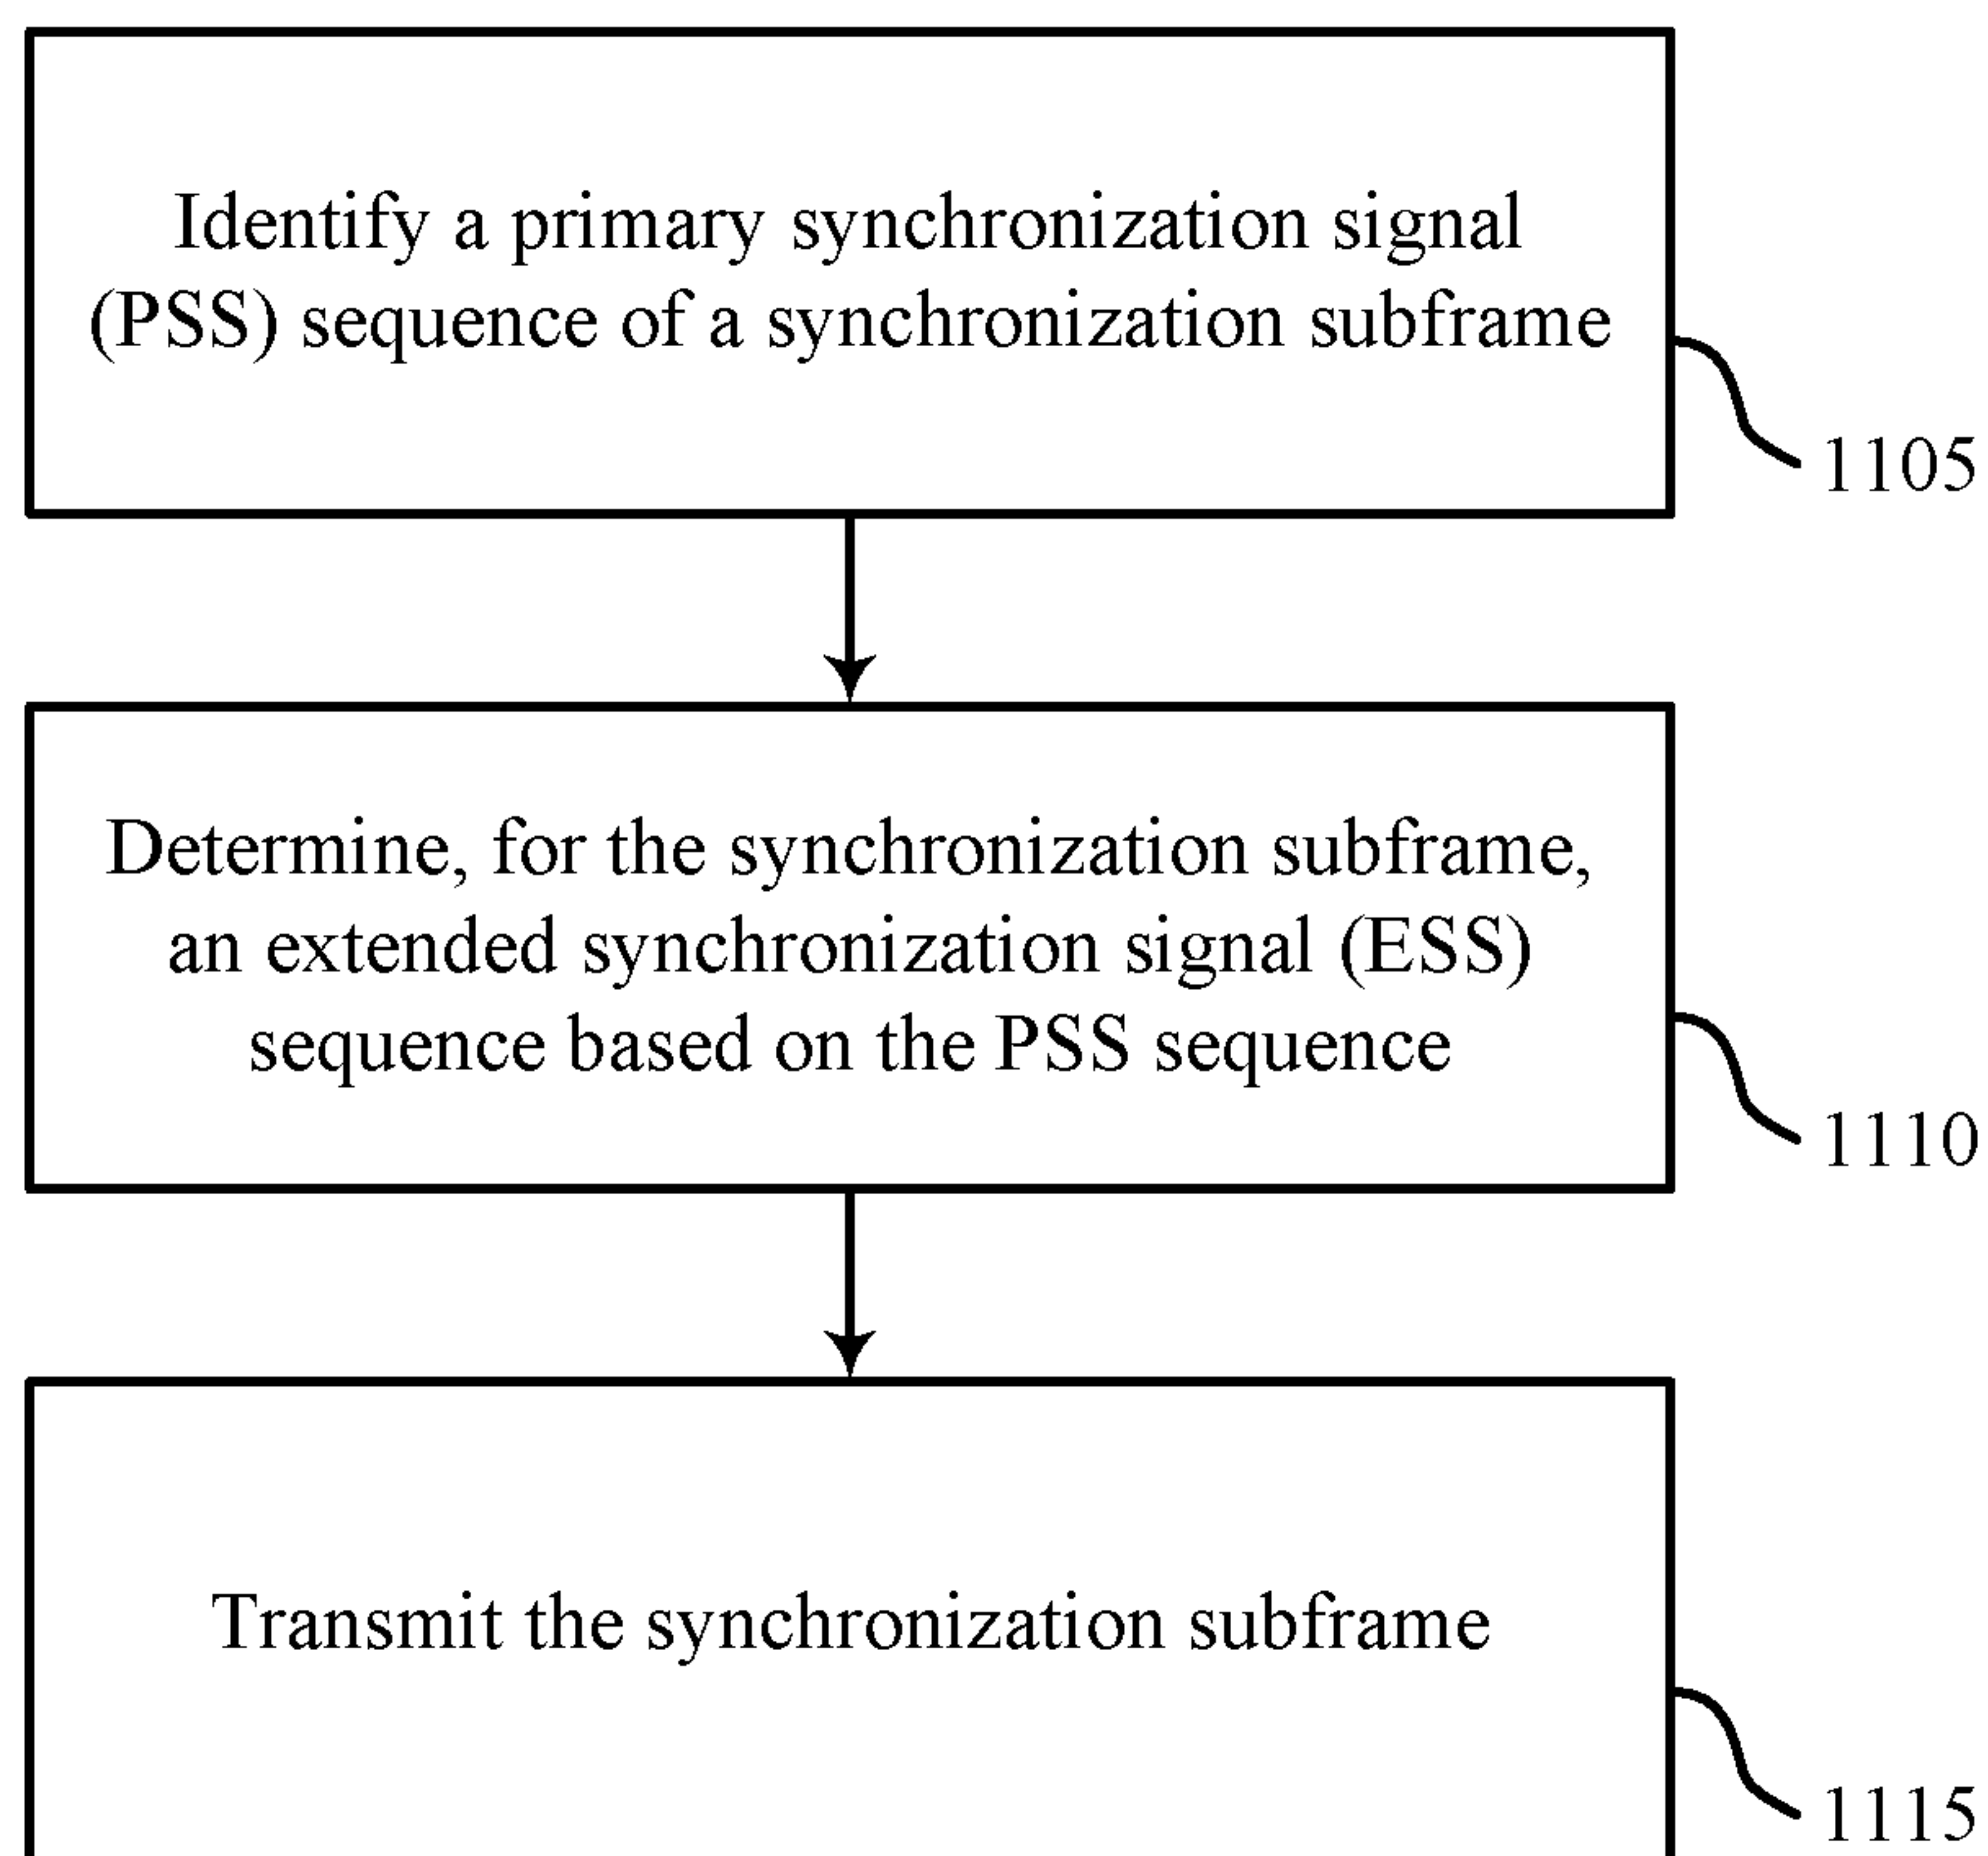 Identify a primary synchronization signal
(PSS) sequence of a synchronization subframe
1105
Determine, for the synchronization subframe,
an extended synchronization signal (ESS)
sequence based on the PSS sequence
1110
Transmit the synchronization subframe
1115